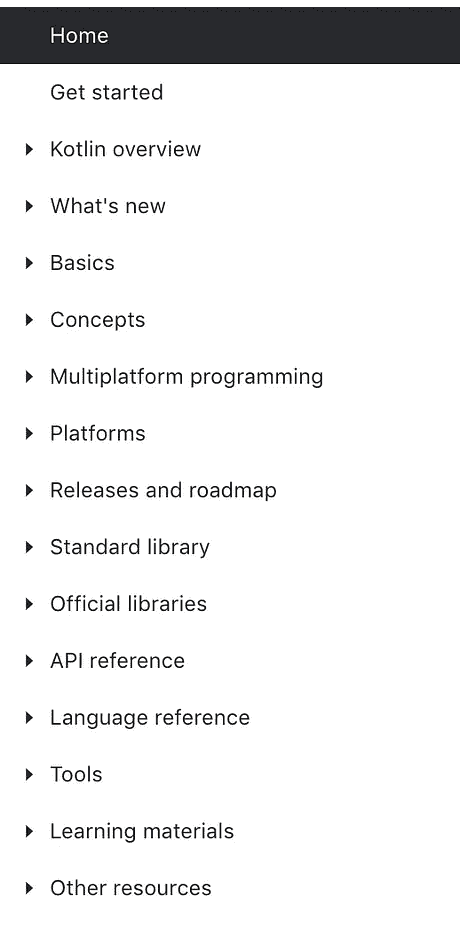 Home
Get started
Kotlin overview
What's new
Basics
Concepts
Multiplatform programming
Platforms
Releases and roadmap
Standard library
Official libraries
API reference
Language reference
Tools
Learning materials
Other resources